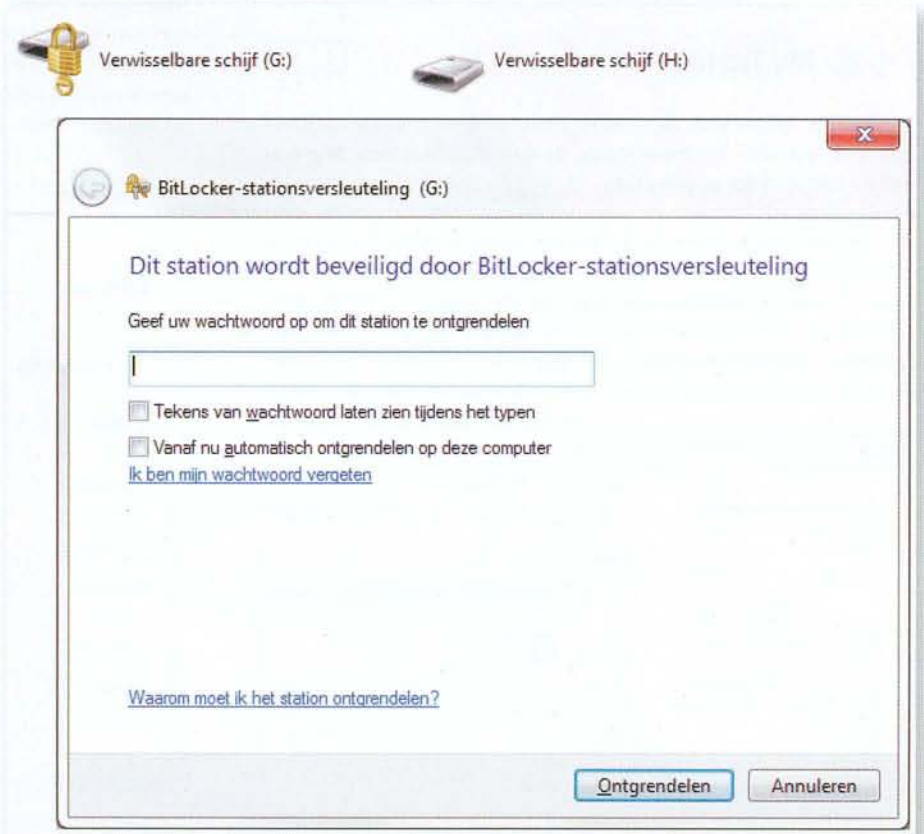 Verwisselbare schijf (G:)
Verwisselbare schijf (H:)
BitLocker-stationsversleuteling (G:)
Dit station wordt beveiligd door BitLocker-stationsversleuteling
Geef uw wachtwoord op om dit station te ontgrendelen
Tekens van wachtwoord laten zien tijdens het typen
Vanaf nu automatisch ontgrendelen op deze computer
Ik ben mijn wachtwoord vergeten
Waarom moet ik het station ontgrendelen?
Ontgrendelen
Annuleren